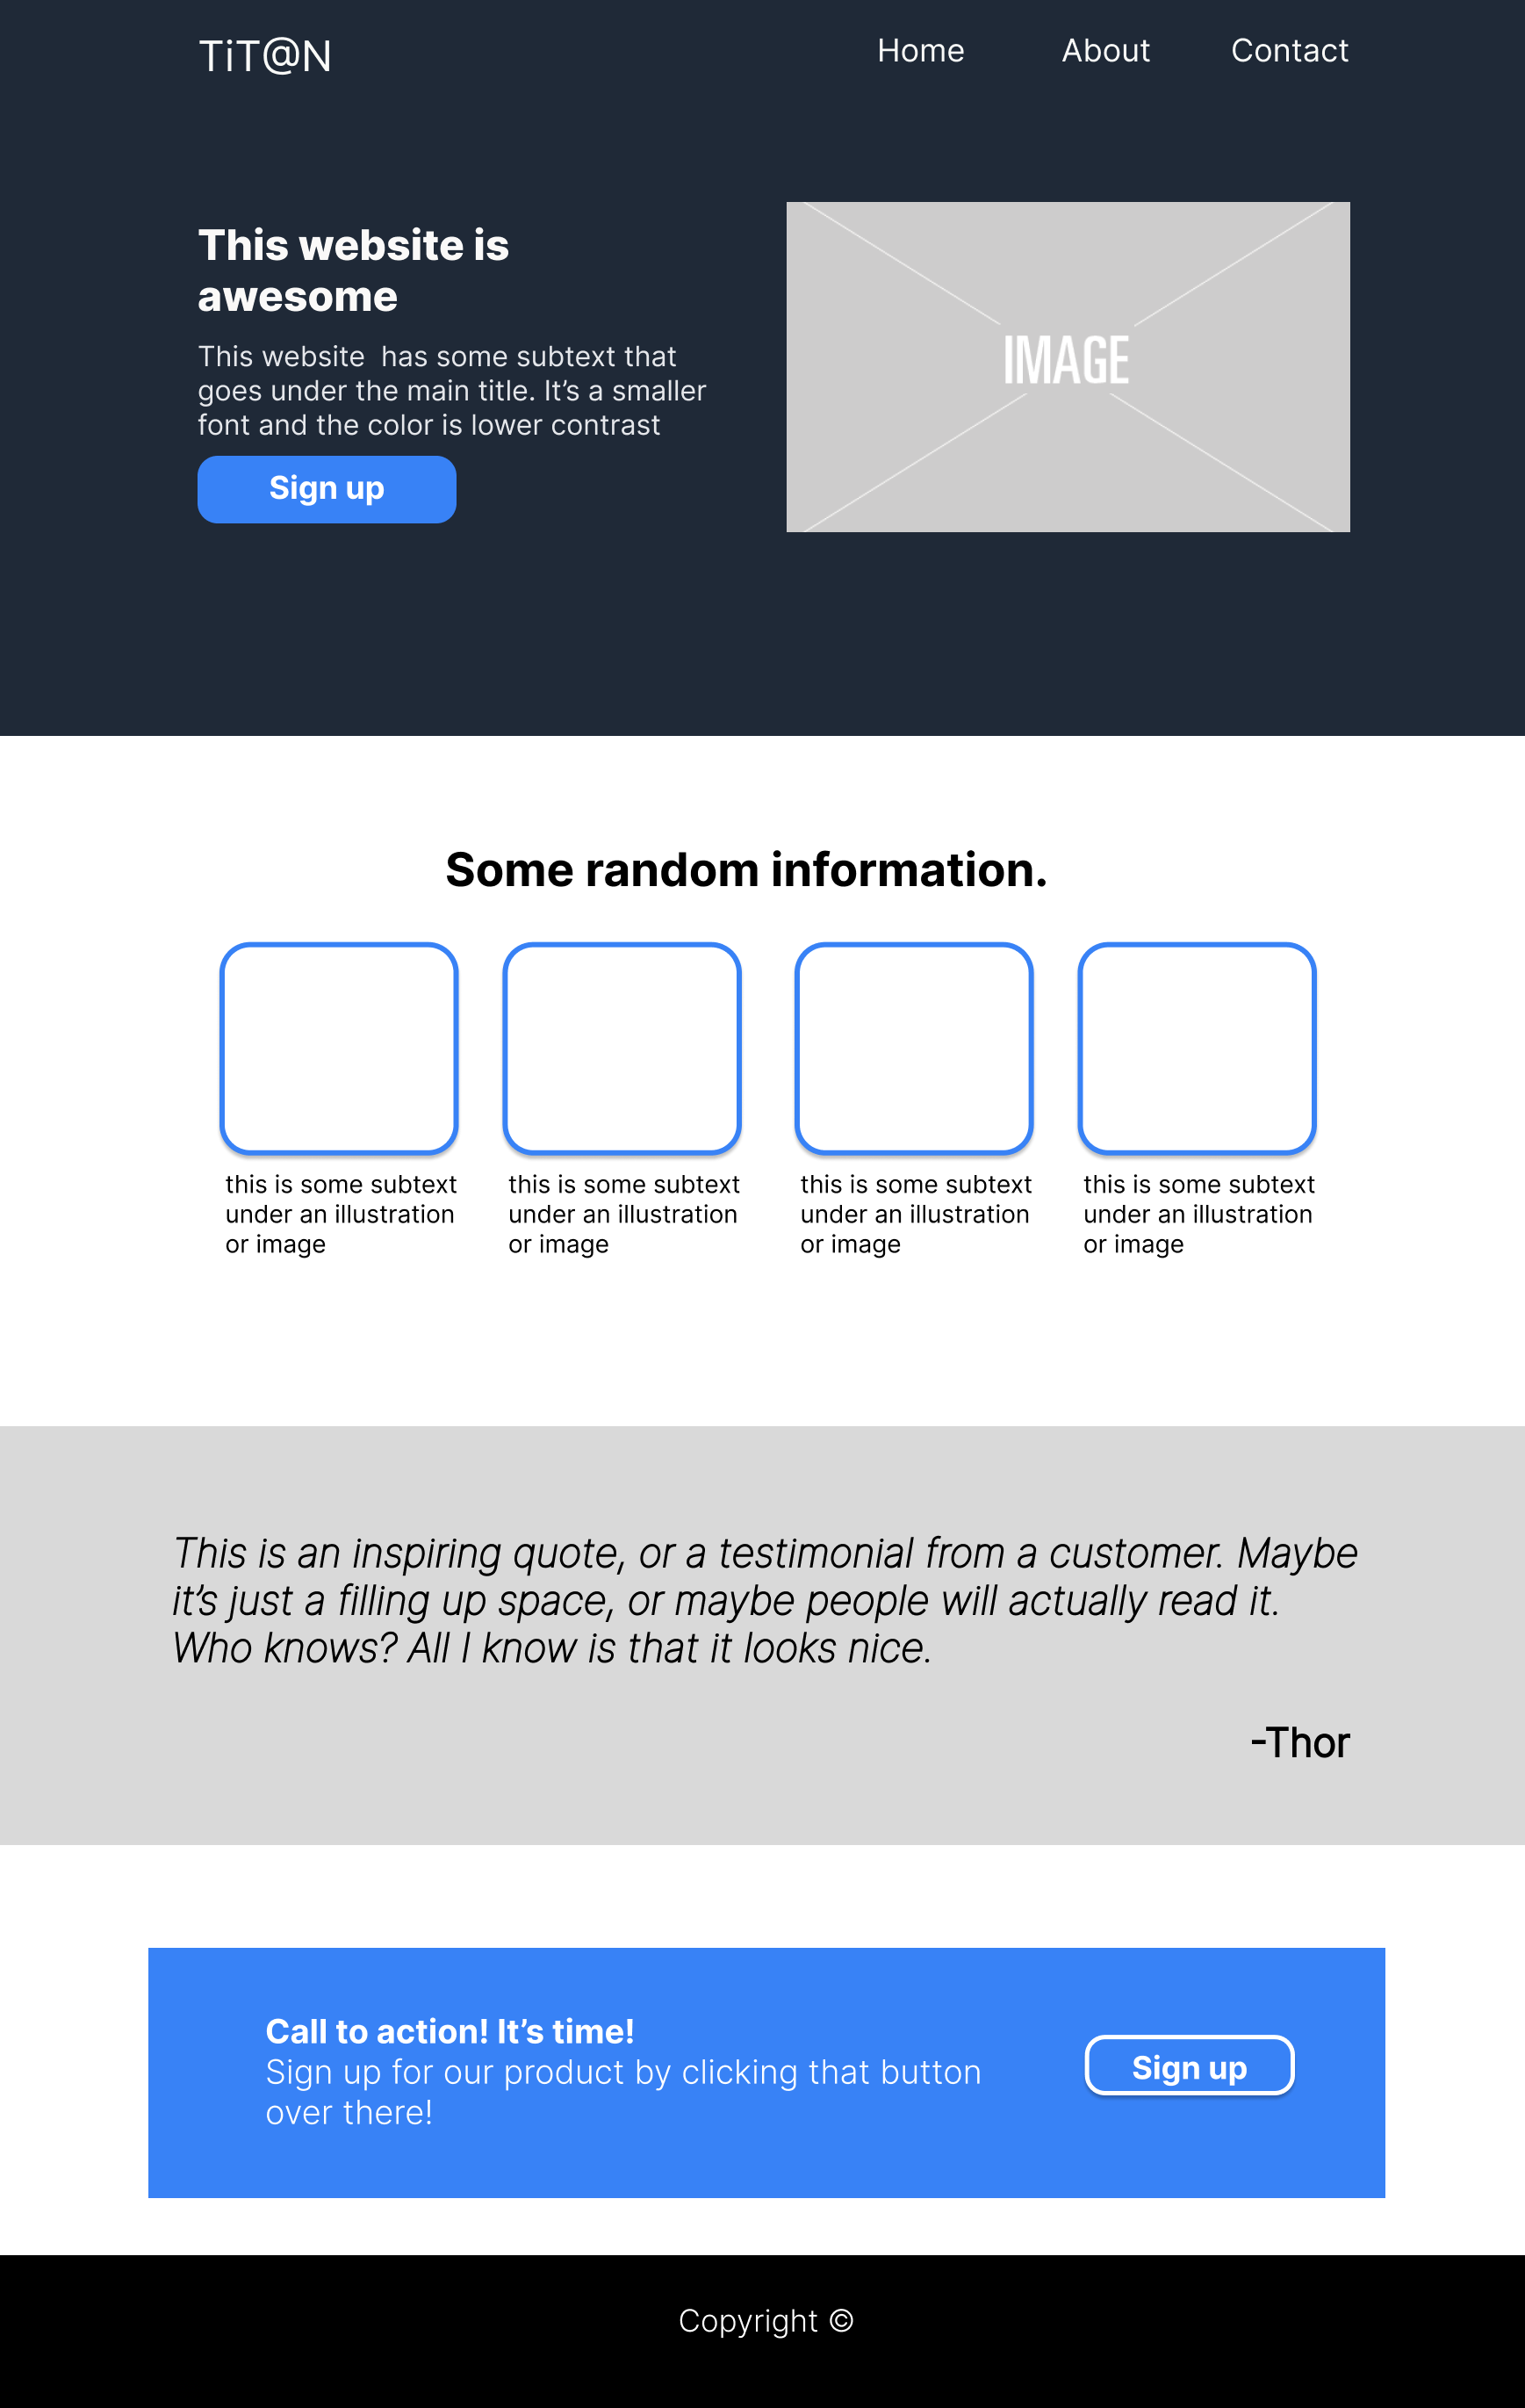 TiT@N
Home About Contact
This website is
awesome
This website  has some subtext that
goes under the main title. It’s a smaller
font and the color is lower contrast
Sign up
IMAGE
Some random information.
this is some subtext
under an illustration
or image
this is some subtext
under an illustration
or image
this is some subtext
under an illustration
or image
this is some subtext
under an illustration
or image
This is an inspiring quote, or a testimonial from a customer. Maybe
it’s just a filling up space, or maybe people will actually read it.
Who knows? All I know is that it looks nice.
-Thor
Call to action! It’s time!
Sign up for our product by clicking that button
over there!
Sign up
Copyright ©